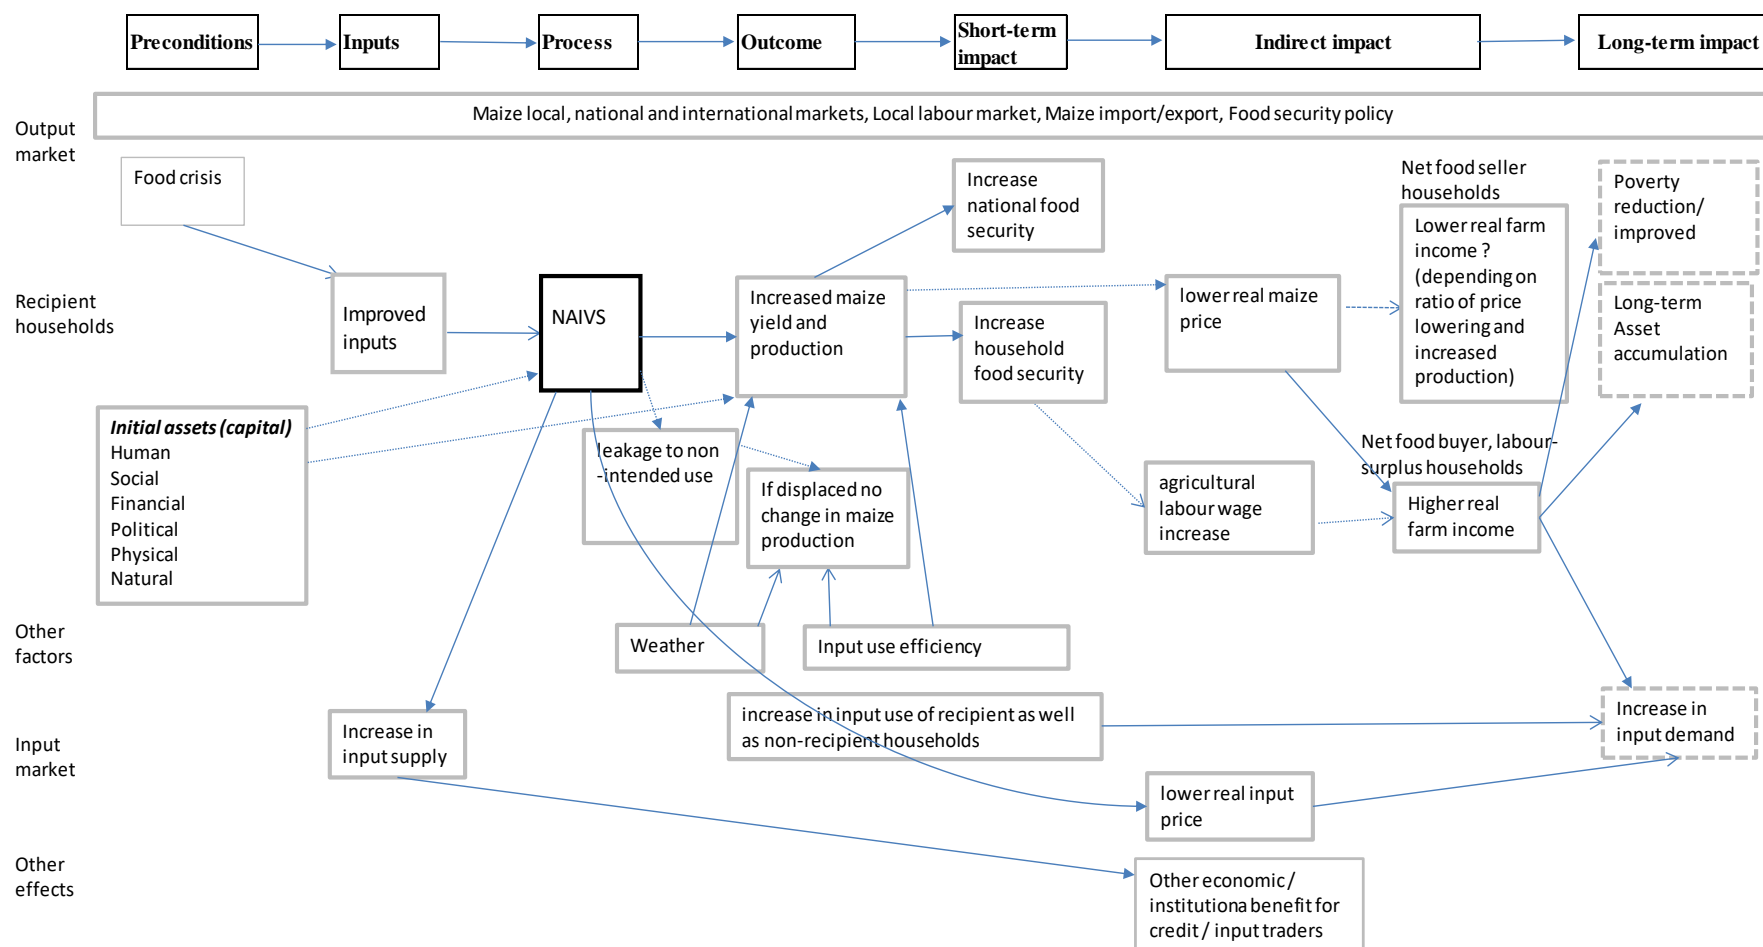 Preconditions
Inputs
Process
Outcome
Short-term
impact
Indirect impact
Long-term impact
Output
market
Maize local, national and international markets, Local labour market, Maize import/export, Food security policy
Food crisis
Increase
national food
security
Net food seller
households
Poverty
reduction/
improved
Recipient
households
Improved
inputs
NAIVS
Increased maize
yield and
production
Increase
household
food security
lower real maize
price
Lower real farm
income ?
(depending on
ratio of price
lowering and
increased
production)
Long-term
Asset
accumulation
Initial assets (capital)
Human
Social
Financial
Political
Physical
Natural
leakage to non
-intended use
If displaced no
change in maize
production
agricultural
labour wage
increase
Net food buyer, labour-
surplus households
Higher real
farm income
Other
factors
Weather
Input use efficiency
Input
market
Increase in
input supply
increase in input use of recipient as well
as non-recipient households
Increase in
input demand
lower real input
price
Other
effects
Other economic /
institutiona benefit for
credit / input traders